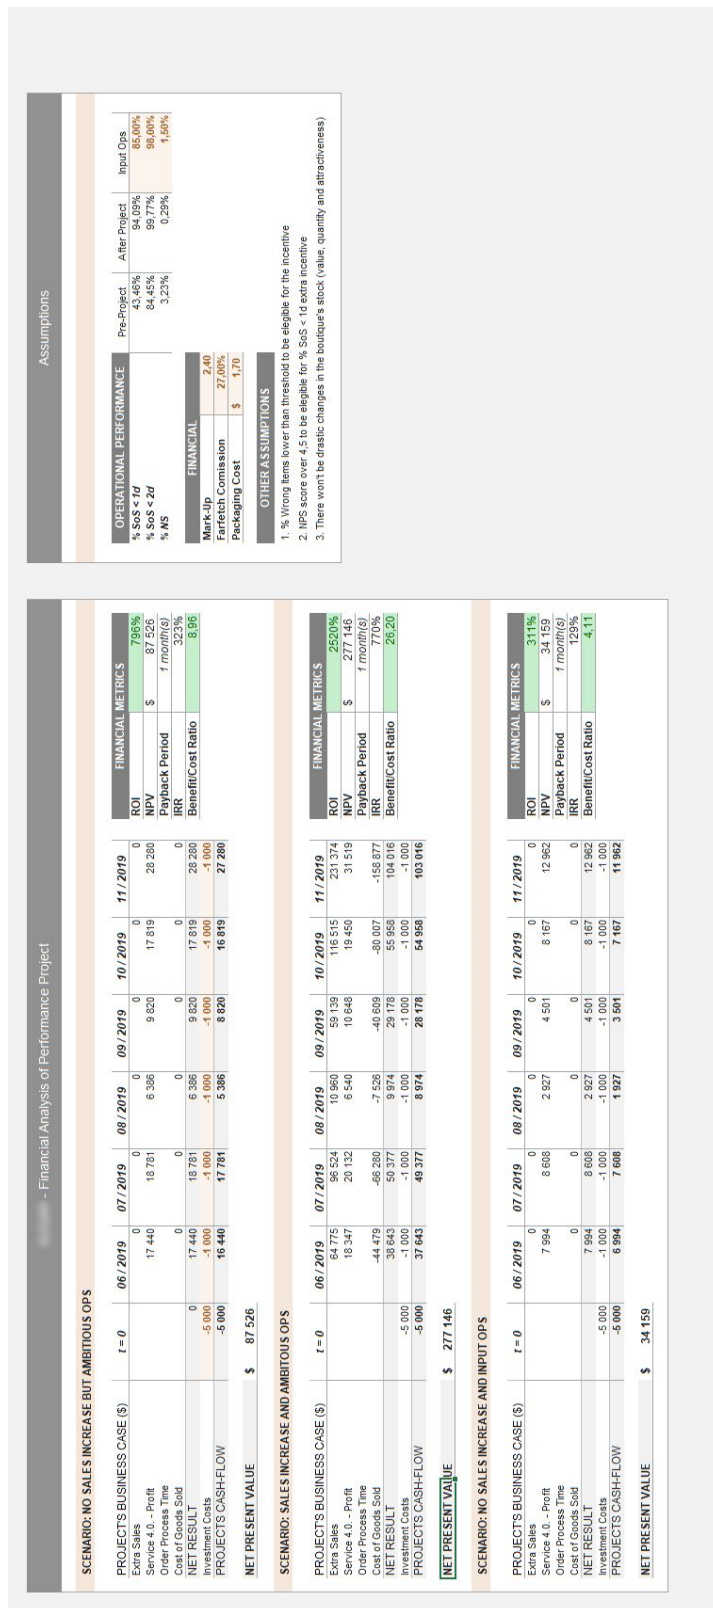 - Financial Analysis of Performance Project
SCENARIO: NO SALES INCREASE BUT AMBITIOUS OPS
PROJECT'S BUSINESS CASE ($) t = 0 06 / 2019 07 / 2019 08 / 2019 09 / 2019 10 / 2019 11 / 2019 FINANCIAL METRICS
Extra Sales 0 0 0 0 0 0 ROI 796%
Service 4.0. - Profit 17 440 18 781 6 386 9 820 17 819 28 280 NPV $ 87 526
Order Process Time Payback Period 1 month(s)
Cost of Goods Sold 0 0 0 0 0 0 IRR 323%
NET RESULT 0 17 440 18 781 6 386 9 820 17 819 28 280 Benefit/Cost Ratio 8,96
Investment Costs -5 000 -1 000 -1 000 -1 000 -1 000 -1 000 -1 000
PROJECTS CASH-FLOW -5 000 16 440 17 781 5 386 8 820 16 819 27 280
NET PRESENT VALUE $ 87 526
SCENARIO: SALES INCREASE AND AMBITOUS OPS
PROJECT'S BUSINESS CASE ($) t = 0 06 / 2019 07 / 2019 08 / 2019 09 / 2019 10 / 2019 11 / 2019 FINANCIAL METRICS
Extra Sales 64 775 96 524 10 960 59 139 116 515 231 374 ROI 2520%
Service 4.0. - Profit 18 347 20 132 6 540 10 648 19 450 31 519 NPV $ 277 146
Order Process Time Payback Period 1 month(s)
Cost of Goods Sold -44 479 -66 280 -7 526 -40 609 -80 007 -158 877 IRR 770%
NET RESULT 38 643 50 377 9 974 29 178 55 958 104 016 Benefit/Cost Ratio 26,20
Investment Costs -5 000 -1 000 -1 000 -1 000 -1 000 -1 000 -1 000
PROJECTS CASH-FLOW -5 000 37 643 49 377 8 974 28 178 54 958 103 016
NET PRESENT VALUE $ 277 146
SCENARIO: NO SALES INCREASE AND INPUT OPS
PROJECT'S BUSINESS CASE ($) t = 0 06 / 2019 07 / 2019 08 / 2019 09 / 2019 10 / 2019 11 / 2019 FINANCIAL METRICS
Extra Sales 0 0 0 0 0 0 ROI 311%
Service 4.0. - Profit 7 994 8 608 2 927 4 501 8 167 12 962 NPV $ 34 159
Order Process Time Payback Period 1 month(s)
Cost of Goods Sold 0 0 0 0 0 0 IRR 129%
NET RESULT 7 994 8 608 2 927 4 501 8 167 12 962 Benefit/Cost Ratio 4,11
Investment Costs -5 000 -1 000 -1 000 -1 000 -1 000 -1 000 -1 000
PROJECTS CASH-FLOW -5 000 6 994 7 608 1 927 3 501 7 167 11 962
NET PRESENT VALUE $ 34 159
Assumptions
OPERATIONAL PERFORMANCE Pre-Project After Project Input Ops
% SoS < 1d 43,46% 94,09% 85,00%
% SoS < 2d 84,45% 99,77% 98,00%
% NS 3,23% 0,29% 1,50%
FINANCIAL
Mark-Up 2,40
Farfetch Comission 27,00%
Packaging Cost $ 1,70
OTHER ASSUMPTIONS
1. % Wrong Items lower than threshold to be elegible for the incentive
2. NPS score over 4,5 to be elegible for % SoS < 1d extra incentive
3. There won't be drastic changes in the boutique's stock (value, quantity and attractiveness)